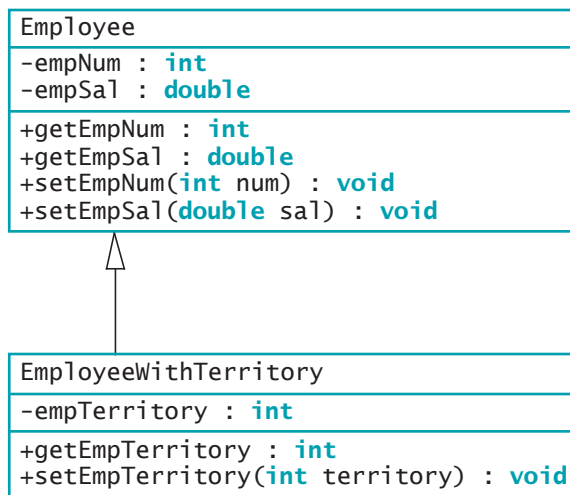 Employee
-empNum : int
-empSal : double
+getEmpNum : int
+getEmpSal : double
+setEmpNum(int num) : void
+setEmpSal(double sal) : void
EmployeeWithTerritory
-empTerritory : int
+getEmpTerritory : int
+setEmpTerritory(int territory) : void